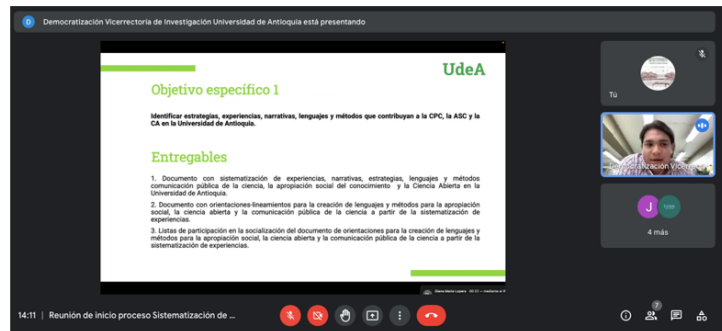 D Democratización Vicerrectoría de Investigación Universidad de Antioquia está presentando
UdeA
Objetivo específico 1
Identificar estrategias, experiencias, narrativas, lenguajes y métodos que contribuyan a la CPC, la ASC y la
CA en la Universidad de Antioquia.
Entregables
1. Documento con sistematización de experiencias, narrativas, estrategias, lenguajes y métodos
comunicación pública de la ciencia, la apropiación social del conocimiento y la Ciencia Abierta en la
Universidad de Antioquia.
2. Documento con orientaciones-lineamientos para la creación de lenguajes y métodos para la apropiación
social, la ciencia abierta y la comunicación pública de la ciencia a partir de la sistematización de
experiencias.
3. Listas de participación en la socialización del documento de orientaciones para la creación de lenguajes y
métodos para la apropiación social, la ciencia abierta y la comunicación pública de la ciencia a partir de la
sistematización de experiencias.
Tú
Democratización Vicerr
J
4 más
14:11 | Reunión de inicio proceso Sistematización de ...
7